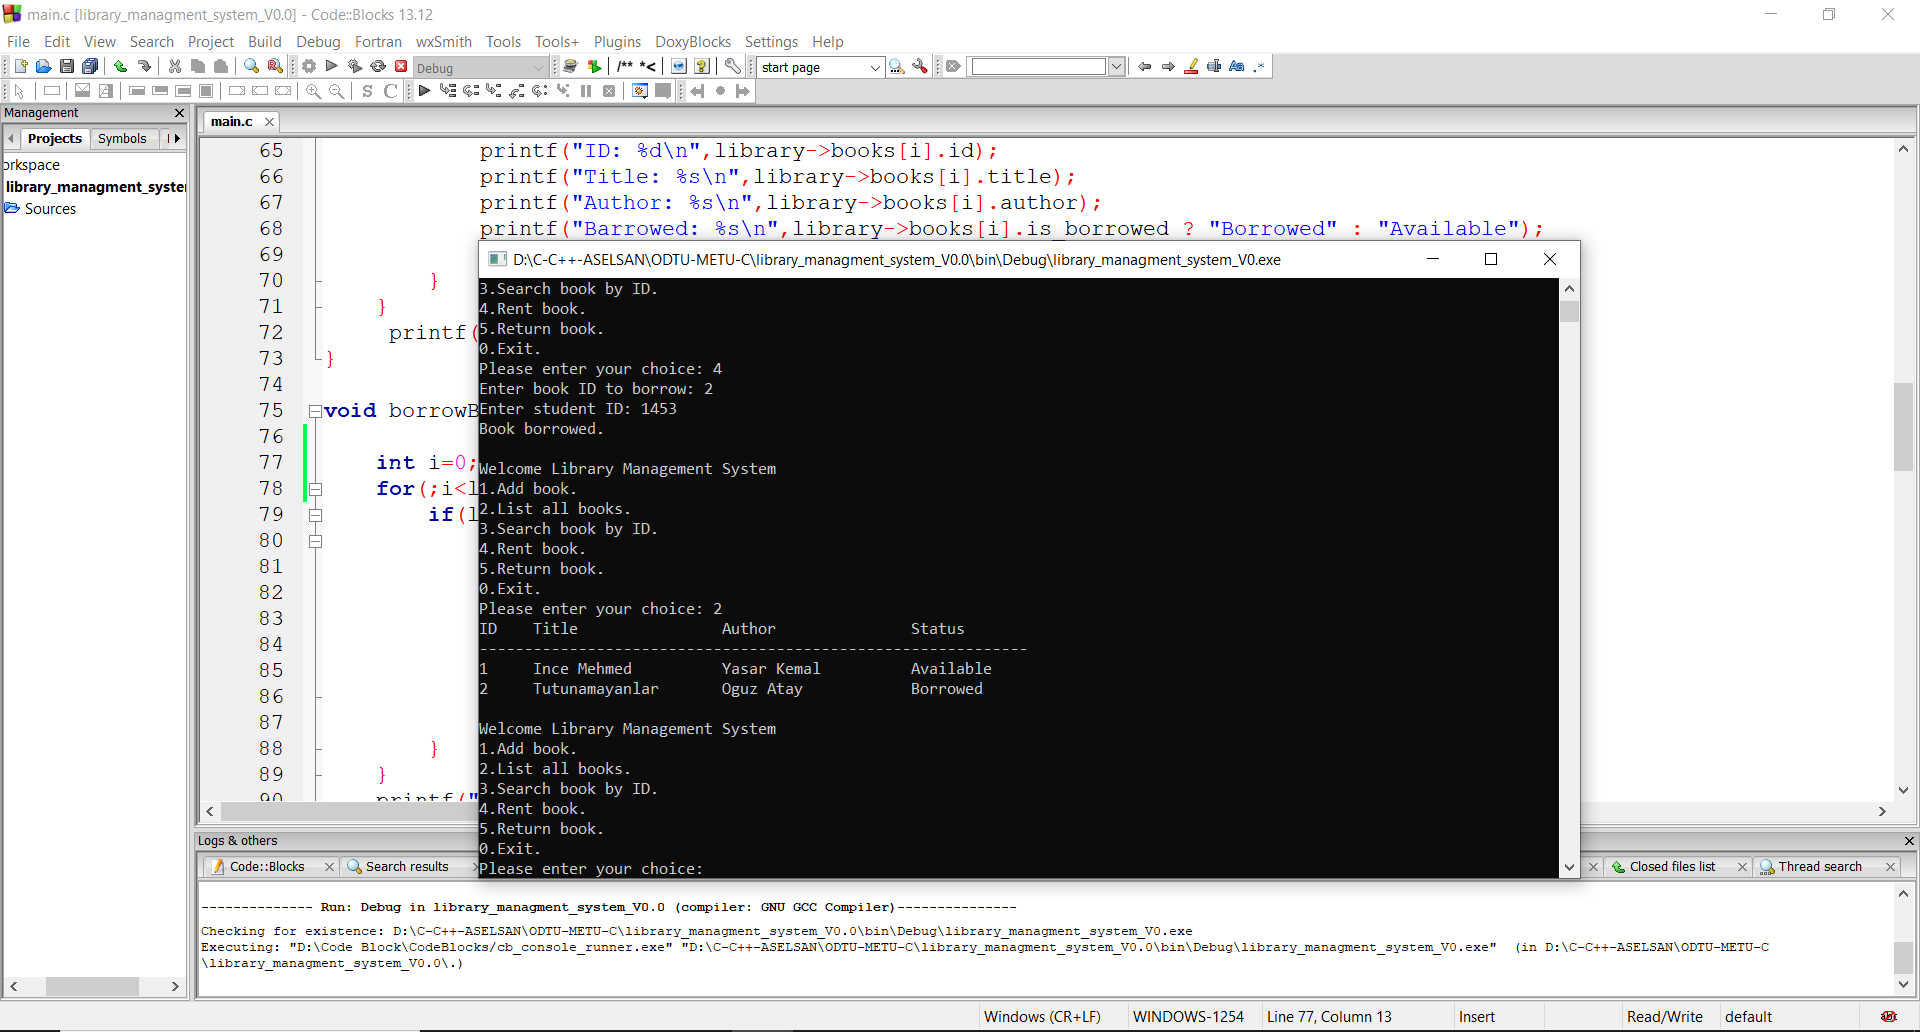 main.c [library_managment_system_V0.0] - Code::Blocks 13.12
File Edit View Search Project Build Debug Fortran wxSmith Tools Tools+ Plugins DoxyBlocks Settings Help
Debug
/** *<
start page
Aa .*
S C
Management
Projects Symbols
orkspace
library_managment_syste
Sources
main.c
65 printf("ID: %d\n",library->books[i].id);
66 printf("Title: %s\n",library->books[i].title);
67 printf("Author: %s\n",library->books[i].author);
68 printf("Barrowed: %s\n",library->books[i].is_borrowed ? "Borrowed" : "Available");
69
70 }
71 }
72 printf(
73 }
74
75 void borrowB
76
77 int i=0;
78 for(;i<l
79 if(l
80
81
82
83
84
85
86
87
88 }
89 }
90 printf("
D:\C-C++-ASELSAN\ODTU-METU-C\library_managment_system_V0.0\bin\Debug\library_managment_system_V0.exe
3.Search book by ID.
4.Rent book.
5.Return book.
0.Exit.
Please enter your choice: 4
Enter book ID to borrow: 2
Enter student ID: 1453
Book borrowed.
Welcome Library Management System
1.Add book.
2.List all books.
3.Search book by ID.
4.Rent book.
5.Return book.
0.Exit.
Please enter your choice: 2
ID Title Author Status
-------------------------------------------------------------
1 Ince Mehmed Yasar Kemal Available
2 Tutunamayanlar Oguz Atay Borrowed
Welcome Library Management System
1.Add book.
2.List all books.
3.Search book by ID.
4.Rent book.
5.Return book.
0.Exit.
Please enter your choice:
Logs & others
Code::Blocks Search results Closed files list Thread search
-------------- Run: Debug in library_managment_system_V0.0 (compiler: GNU GCC Compiler)---------------
Checking for existence: D:\C-C++-ASELSAN\ODTU-METU-C\library_managment_system_V0.0\bin\Debug\library_managment_system_V0.exe
Executing: "D:\Code Block\CodeBlocks/cb_console_runner.exe" "D:\C-C++-ASELSAN\ODTU-METU-C\library_managment_system_V0.0\bin\Debug\library_managment_system_V0.exe" (in D:\C-C++-ASELSAN\ODTU-METU-C
\library_managment_system_V0.0\.)
Windows (CR+LF) WINDOWS-1254 Line 77, Column 13 Insert Read/Write default